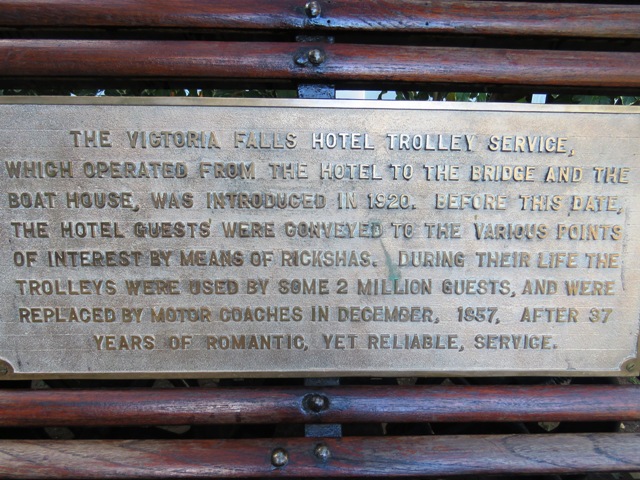 THE VICTORIA FALLS HOTEL TROLLEY SERVICE,
WHICH OPERATED FROM THE HOTEL TO THE BRIDGE AND THE
BOAT HOUSE, WAS INTRODUCED IN 1920. BEFORE THIS DATE,
THE HOTEL GUESTS WERE CONVEYED TO THE VARIOUS POINTS
OF INTEREST BY MEANS OF RICKSHAS. DURING THEIR LIFE THE
TROLLEYS WERE USED BY SOME 2 MILLION GUESTS, AND WERE
REPLACED BY MOTOR COACHES IN DECEMBER, 1957, AFTER 37
YEARS OF ROMANTIC, YET RELIABLE, SERVICE.